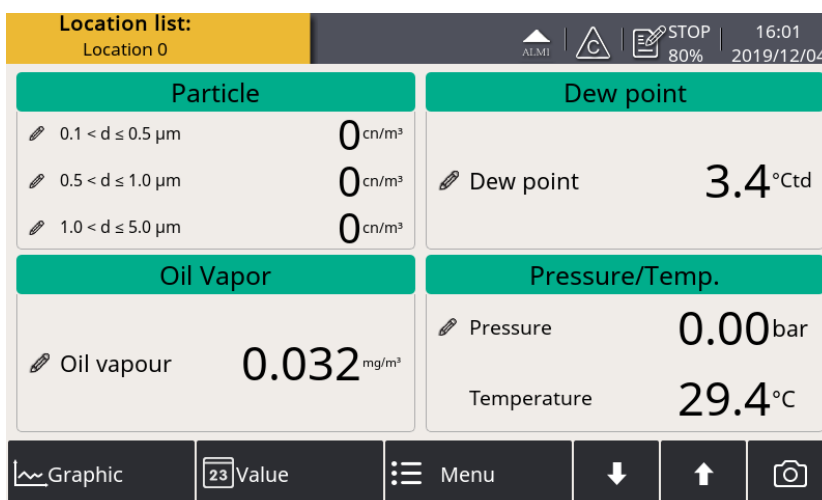 Location list:
Location 0
ALMI
C
STOP
80%
16:01
2019/12/04
Particle
0.1 < d ≤ 0.5 µm 0 cn/m³
0.5 < d ≤ 1.0 µm 0 cn/m³
1.0 < d ≤ 5.0 µm 0 cn/m³
Dew point
Dew point 3.4 °Ctd
Oil Vapor
Oil vapour 0.032 mg/m³
Pressure/Temp.
Pressure 0.00 bar
Temperature 29.4 °C
Graphic
23 Value
Menu